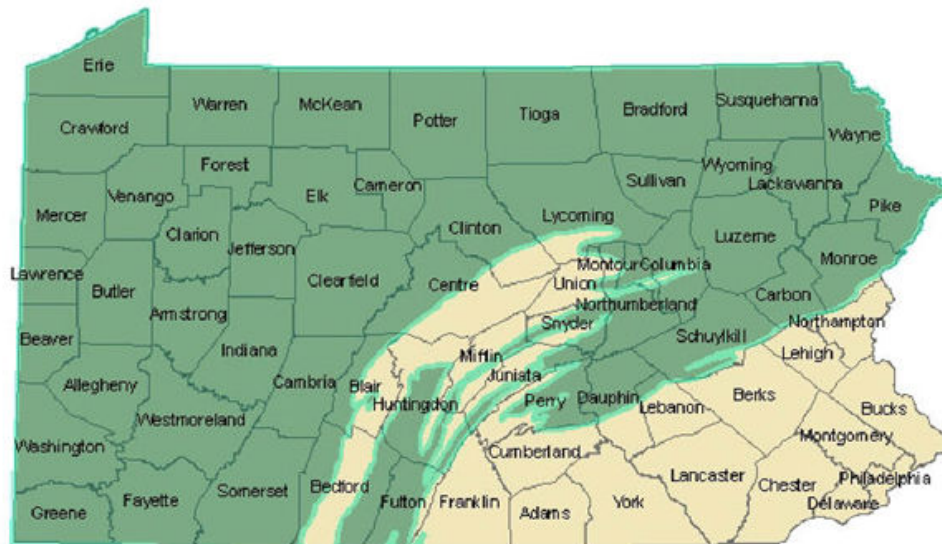 Erie
Warren
McKean
Potter
Tioga
Bradford
Susquehanna
Crawford
Wayne
Forest
Wyoming
Venango
Elk
Cameron
Sullivan
Lackawanna
Mercer
Clarion
Clinton
Lycoming
Pike
Jefferson
Luzerne
Lawrence
Clearfield
Centre
Montour
Columbia
Monroe
Butler
Union
Armstrong
Northumberland
Carbon
Beaver
Snyder
Northampton
Indiana
Mifflin
Schuylkill
Allegheny
Cambria
Blair
Juniata
Lehigh
Huntingdon
Perry
Dauphin
Berks
Westmoreland
Lebanon
Bucks
Washington
Cumberland
Montgomery
Somerset
Bedford
Lancaster
Philadelphia
Greene
Fayette
Fulton
Franklin
Adams
York
Chester
Delaware